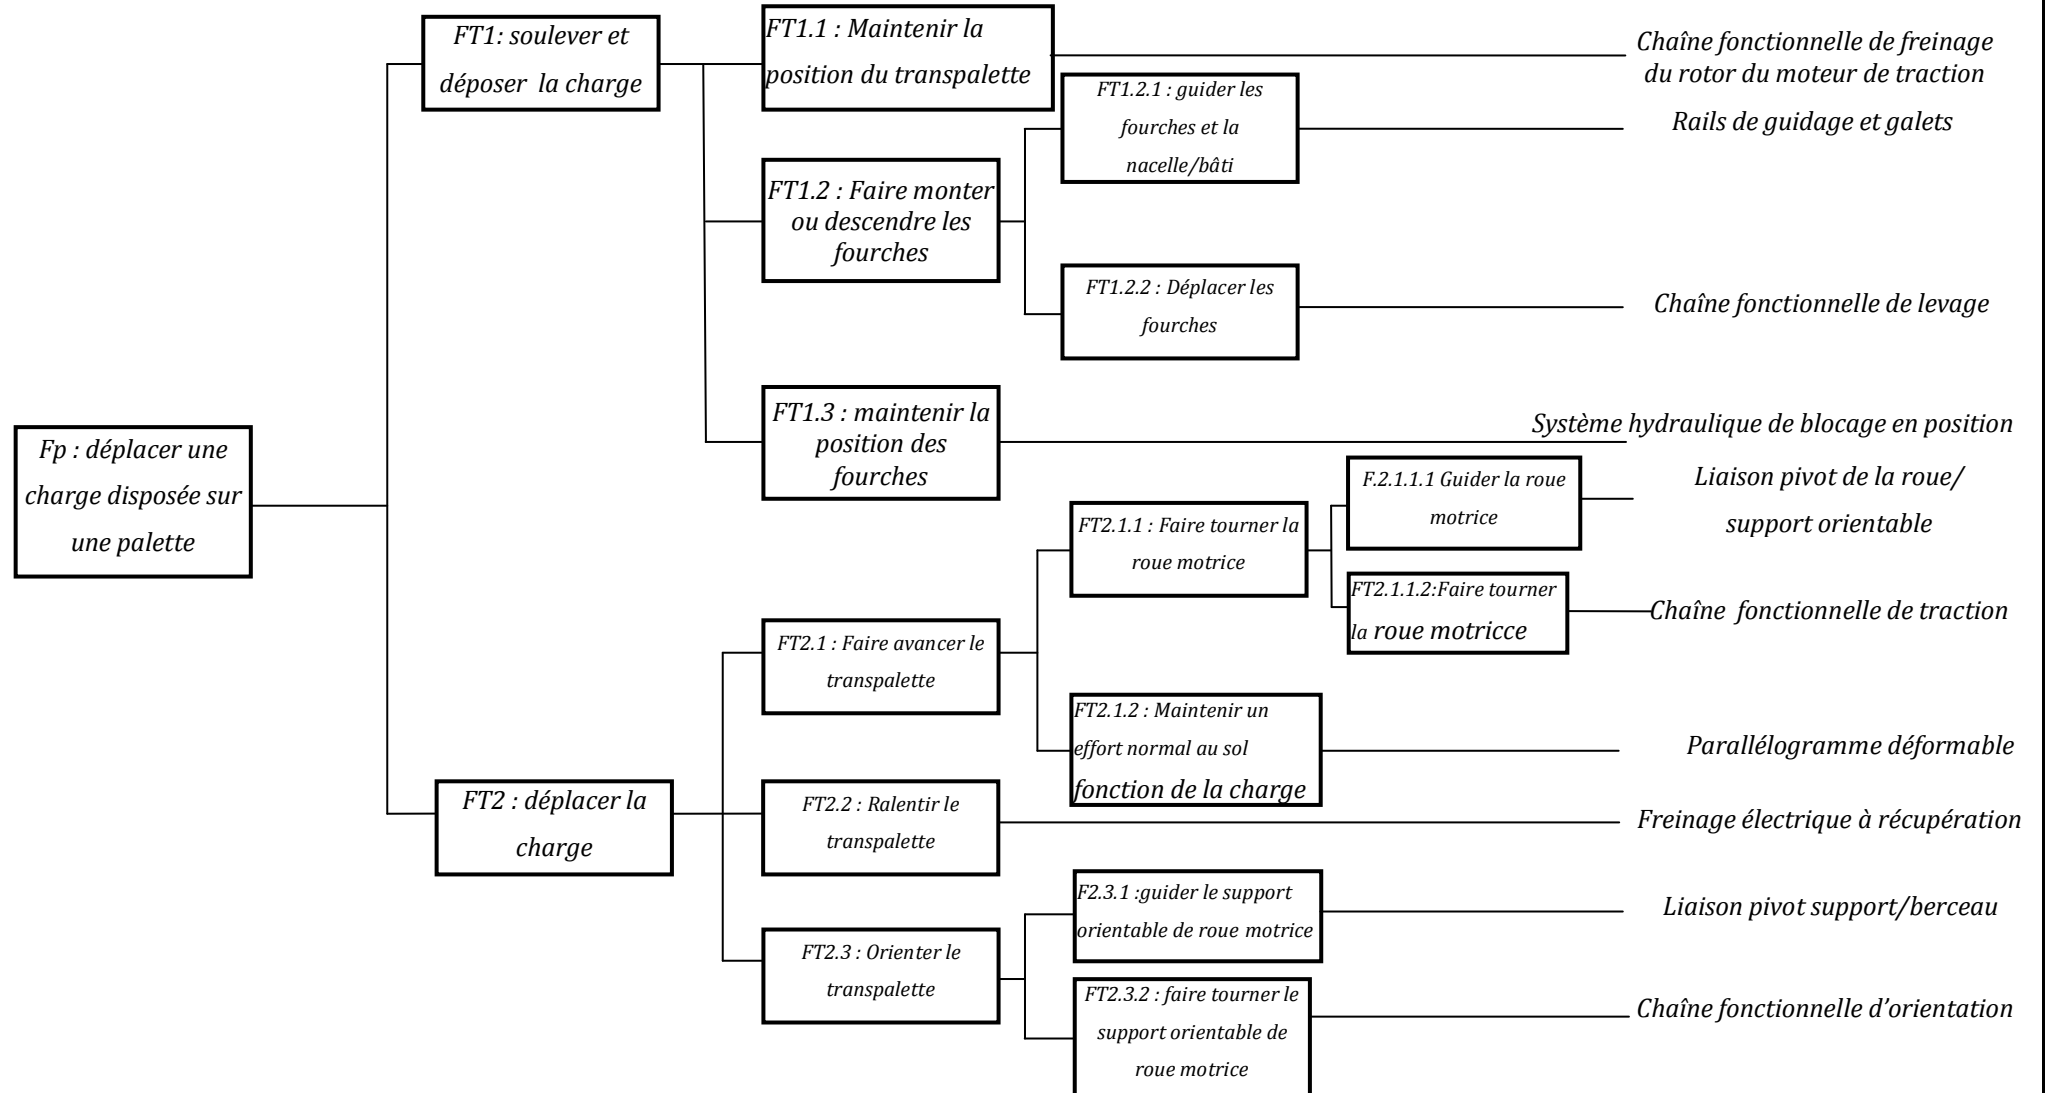 FT1: soulever et
déposer la charge
FT1.1 : Maintenir la
position du transpalette
Chaîne fonctionnelle de freinage
du rotor du moteur de traction
FT1.2.1 : guider les
fourches et la
nacelle/bâti
Rails de guidage et galets
FT1.2 : Faire monter
ou descendre les
fourches
FT1.2.2 : Déplacer les
fourches
Chaîne fonctionnelle de levage
FT1.3 : maintenir la
position des
fourches
Système hydraulique de blocage en position
Fp : déplacer une
charge disposée sur
une palette
F.2.1.1.1 Guider la roue
motrice
Liaison pivot de la roue/
support orientable
FT2.1.1 : Faire tourner la
roue motrice
FT2.1.1.2:Faire tourner
la roue motricce
Chaîne fonctionnelle de traction
FT2.1 : Faire avancer le
transpalette
FT2.1.2 : Maintenir un
effort normal au sol
fonction de la charge
Parallélogramme déformable
FT2 : déplacer la
charge
FT2.2 : Ralentir le
transpalette
Freinage électrique à récupération
F2.3.1 :guider le support
orientable de roue motrice
Liaison pivot support/berceau
FT2.3 : Orienter le
transpalette
FT2.3.2 : faire tourner le
support orientable de
roue motrice
Chaîne fonctionnelle d’orientation